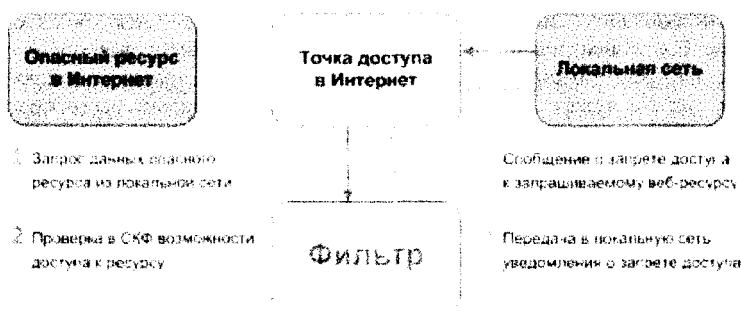 Опасный ресурс
в Интернет
Точка доступа
в Интернет
Локальная сеть
1 Запрос данных опасного
ресурса из локальной сети
2 Проверка в СКФ возможности
доступа к ресурсу
Фильтр
Сообщение о запрете доступа
к запрашиваемому веб-ресурсу
Передача в локальную сеть
уведомления о запрете доступа